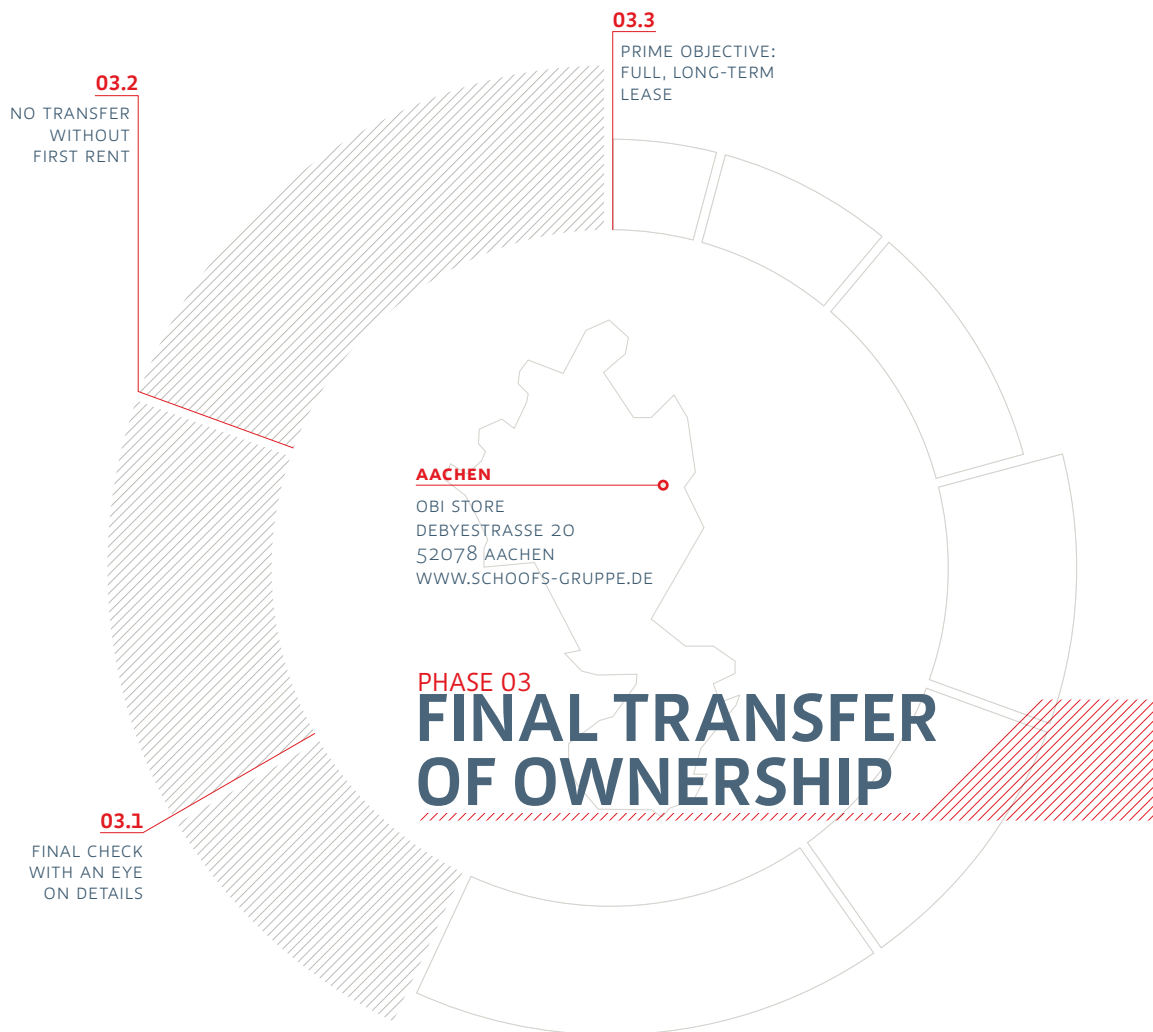 03.3
PRIME OBJECTIVE:
FULL, LONG-TERM
LEASE
03.2
NO TRANSFER
WITHOUT
FIRST RENT
AACHEN
OBI STORE
DEBYESTRASSE 20
52078 AACHEN
WWW.SCHOOFS-GRUPPE.DE
PHASE 03
FINAL TRANSFER
OF OWNERSHIP
03.1
FINAL CHECK
WITH AN EYE
ON DETAILS